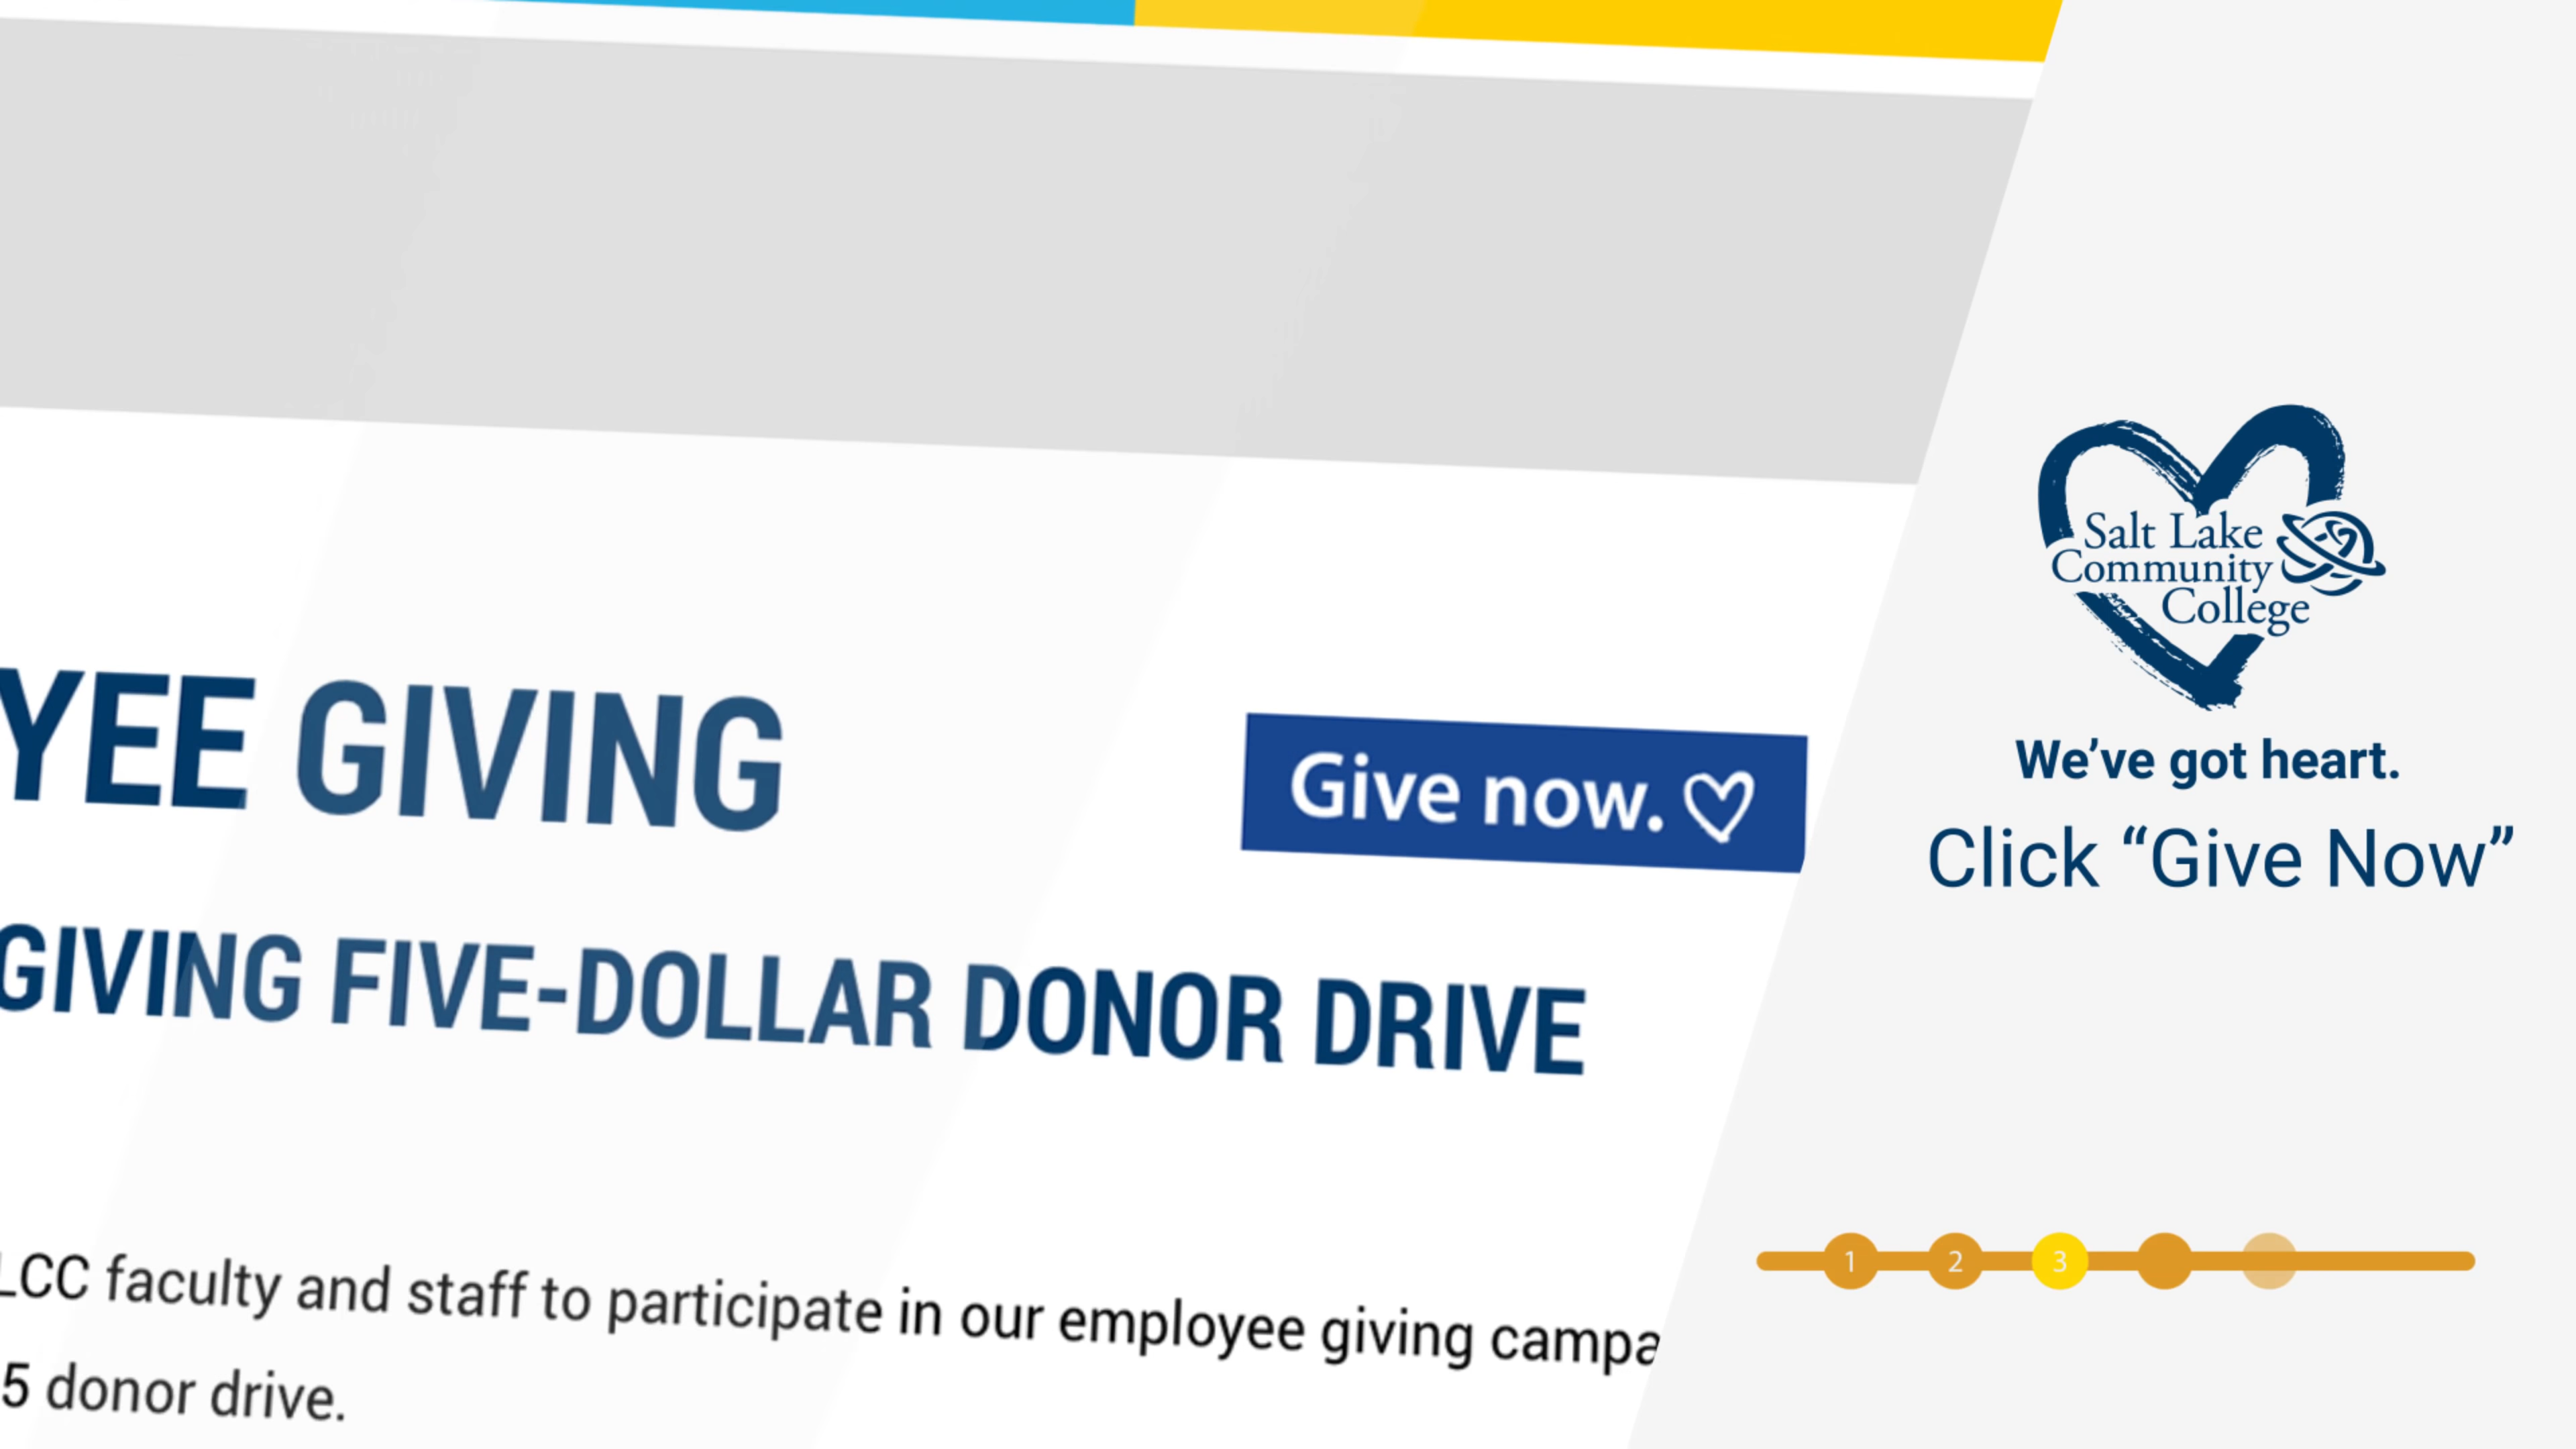 YEE GIVING
Give now.
GIVING FIVE-DOLLAR DONOR DRIVE
LCC faculty and staff to participate in our employee giving campa
5 donor drive.
Salt Lake
Community
College
We’ve got heart.
Click “Give Now”
1 2 3